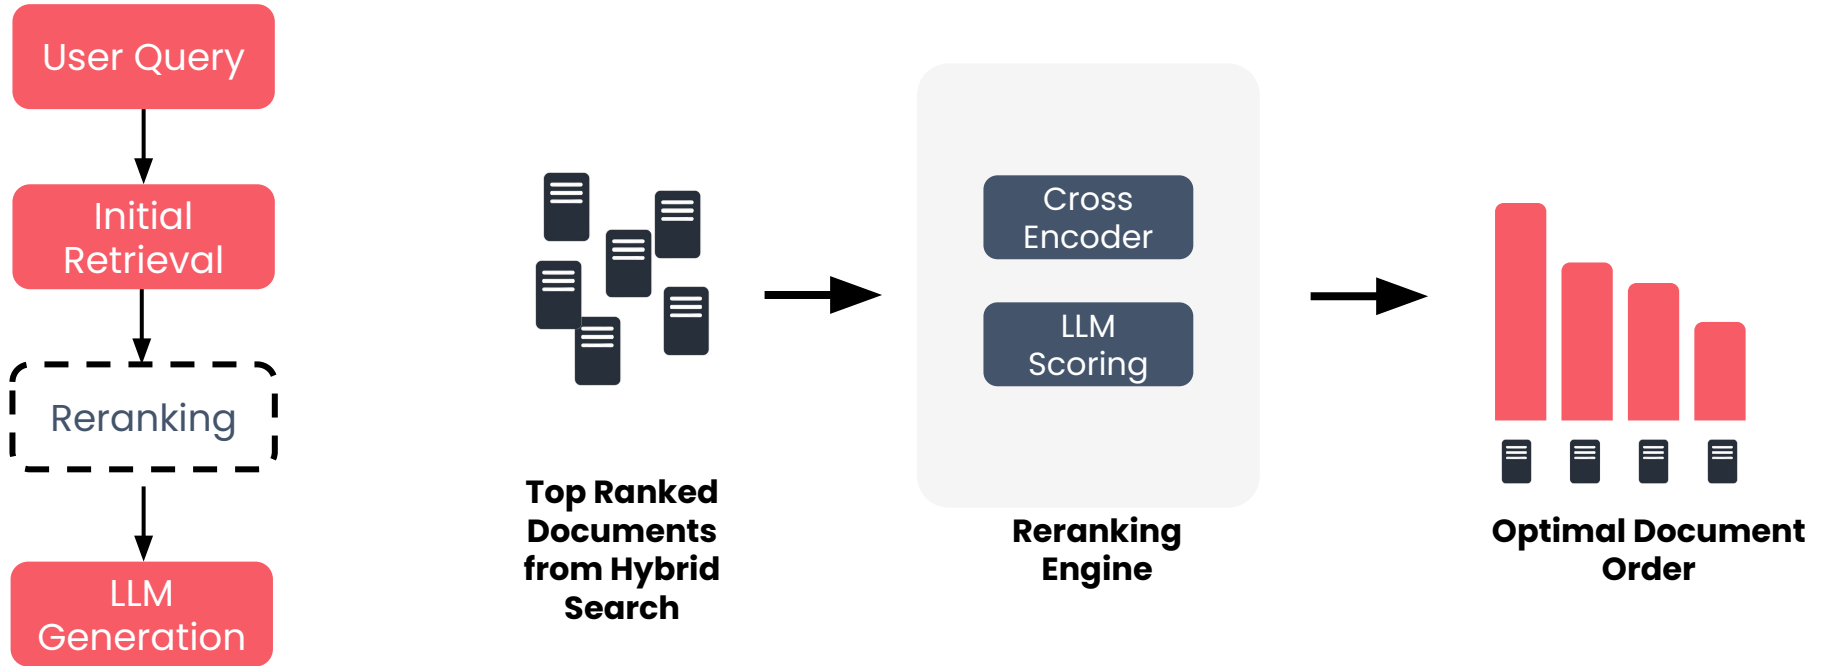 User Query
Initial
Retrieval
Reranking
LLM
Generation
Top Ranked
Documents
from Hybrid
Search
Cross
Encoder
LLM
Scoring
Reranking
Engine
Optimal Document
Order